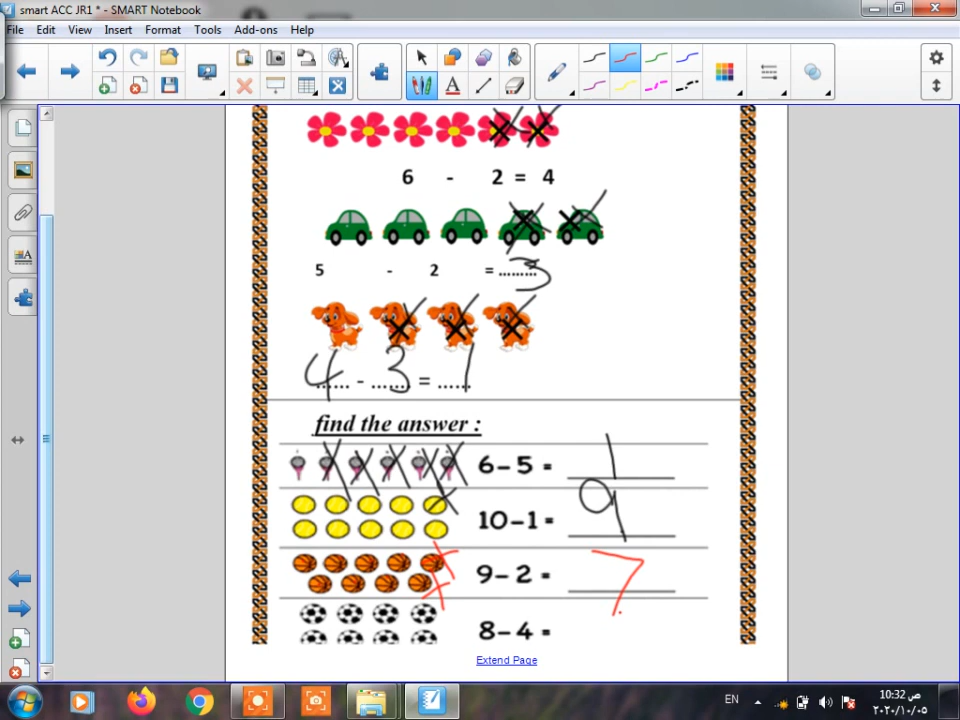 smart ACC JR1 * - SMART Notebook
File Edit View Insert Format Tools Add-ons Help
6 - 2 = 4
5 - 2 = ......... 3
4 ...... - 3 ....... = 1 ......
find the answer :
6 - 5 = 1
10 - 1 = 9
9 - 2 = 7
8 - 4 =
Extend Page
EN
10:32 ص
٢٠٢٠/١٠/٠٥